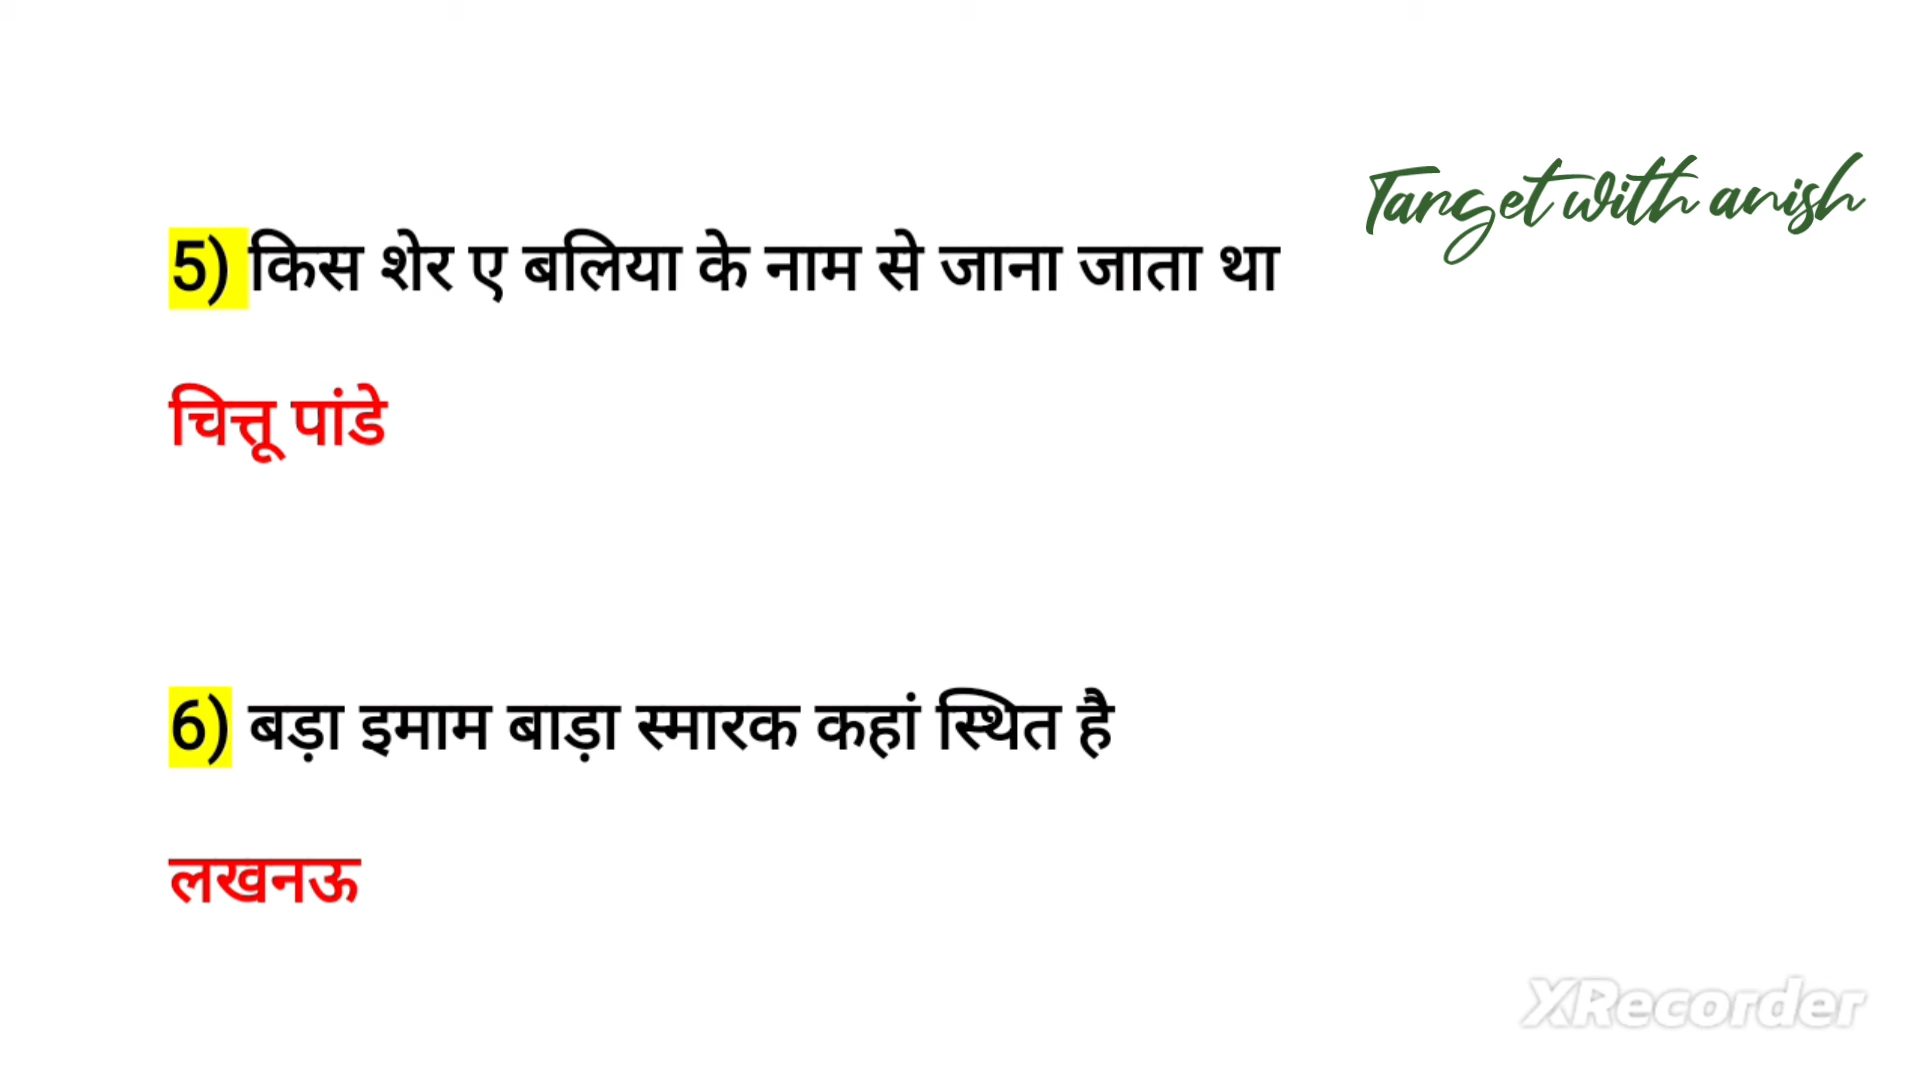 Target with anish
5) किस शेर ए बलिया के नाम से जाना जाता था
चित्तू पांडे
6) बड़ा इमाम बाड़ा स्मारक कहां स्थित है
लखनऊ
XRecorder